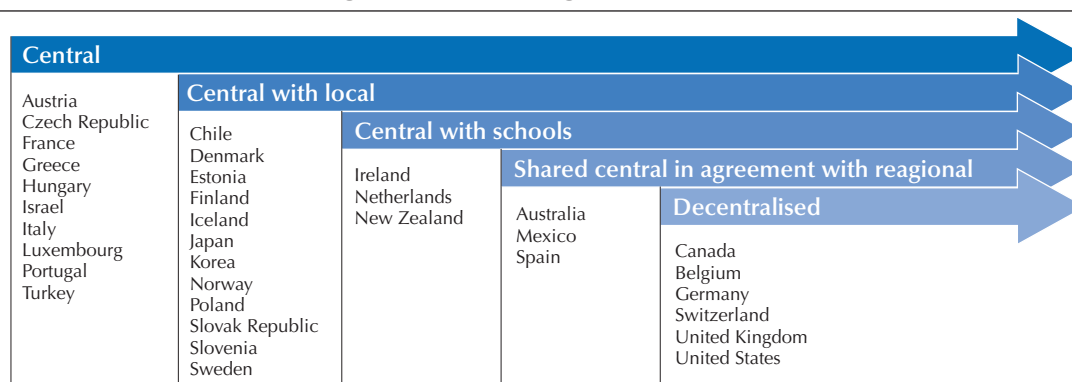 Central
Austria
Czech Republic
France
Greece
Hungary
Israel
Italy
Luxembourg
Portugal
Turkey
Central with local
Chile
Denmark
Estonia
Finland
Iceland
Japan
Korea
Norway
Poland
Slovak Republic
Slovenia
Sweden
Central with schools
Ireland
Netherlands
New Zealand
Shared central in agreement with reagional
Australia
Mexico
Spain
Decentralised
Canada
Belgium
Germany
Switzerland
United Kingdom
United States